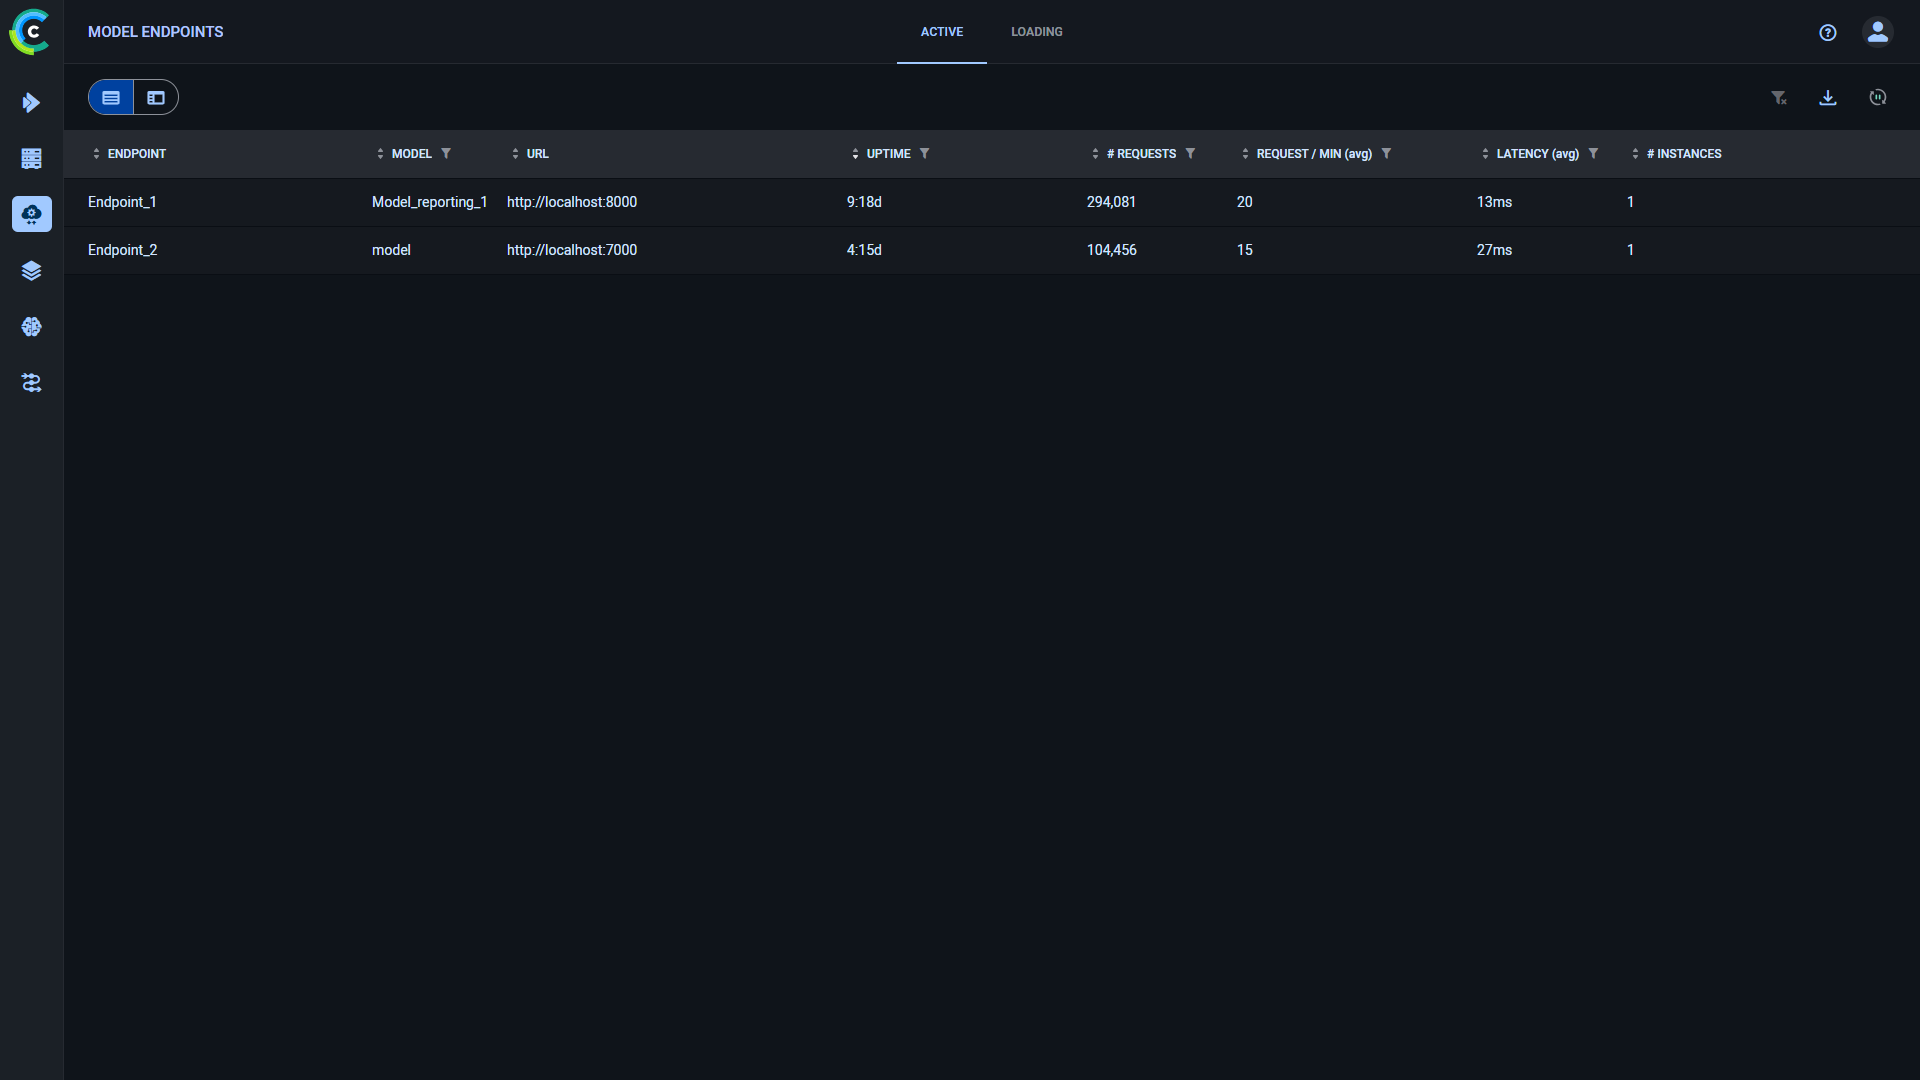 MODEL ENDPOINTS ACTIVE LOADING
ENDPOINT MODEL URL UPTIME # REQUESTS REQUEST / MIN (avg) LATENCY (avg) # INSTANCES
Endpoint_1 Model_reporting_1 http://localhost:8000 9:18d 294,081 20 13ms 1
Endpoint_2 model http://localhost:7000 4:15d 104,456 15 27ms 1